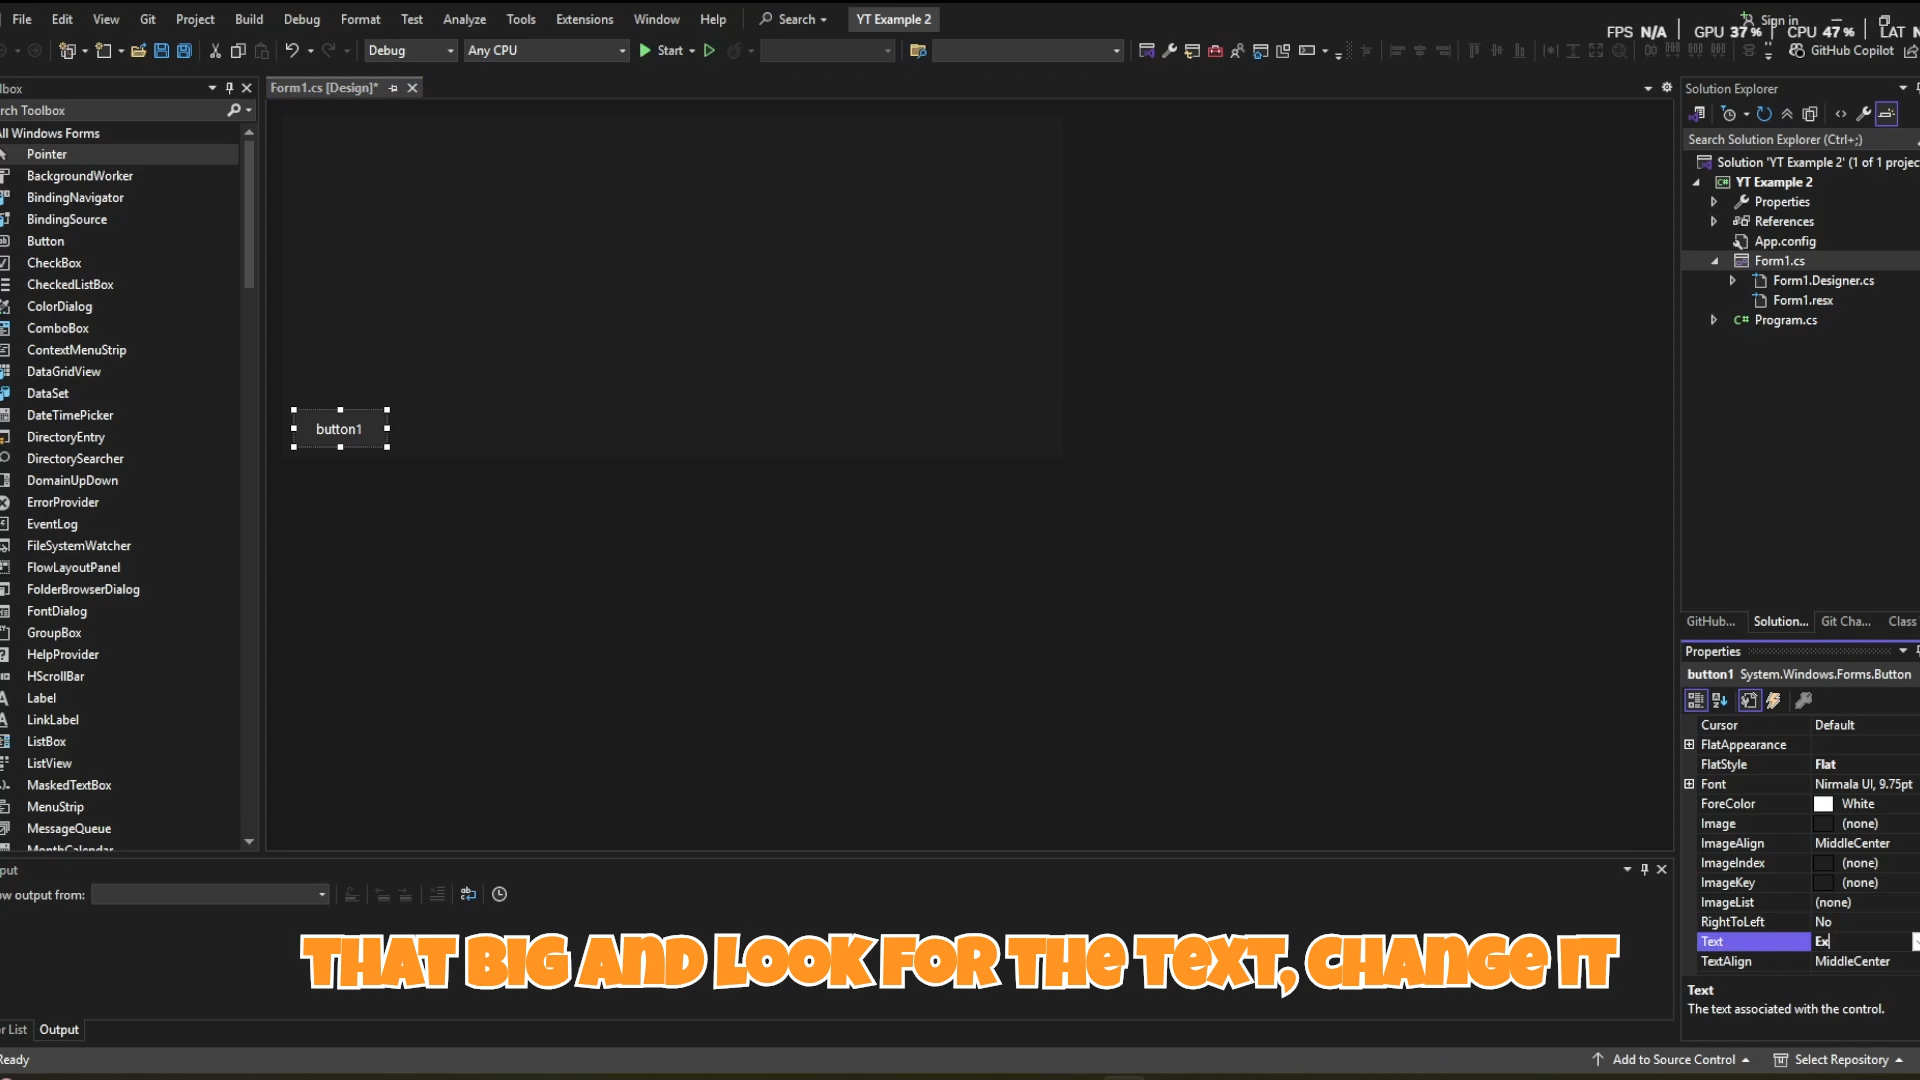 File Edit View Git Project Build Debug Format Test Analyze Tools Extensions Window Help Search YT Example 2 Sign in
FPS N/A GPU 37 % CPU 47 % LAT
Debug Any CPU Start GitHub Copilot
box
rch Toolbox
All Windows Forms
Pointer
BackgroundWorker
BindingNavigator
BindingSource
Button
CheckBox
CheckedListBox
ColorDialog
ComboBox
ContextMenuStrip
DataGridView
DataSet
DateTimePicker
DirectoryEntry
DirectorySearcher
DomainUpDown
ErrorProvider
EventLog
FileSystemWatcher
FlowLayoutPanel
FolderBrowserDialog
FontDialog
GroupBox
HelpProvider
HScrollBar
Label
LinkLabel
ListBox
ListView
MaskedTextBox
MenuStrip
MessageQueue
MonthCalendar
Form1.cs [Design]*
button1
Solution Explorer
Search Solution Explorer (Ctrl+;)
Solution 'YT Example 2' (1 of 1 projec
YT Example 2
Properties
References
App.config
Form1.cs
Form1.Designer.cs
Form1.resx
Program.cs
GitHub... Solution... Git Cha... Class
Properties
button1 System.Windows.Forms.Button
Cursor Default
FlatAppearance
FlatStyle Flat
Font Nirmala UI, 9.75pt
ForeColor White
Image (none)
ImageAlign MiddleCenter
ImageIndex (none)
ImageKey (none)
ImageList (none)
RightToLeft No
Text Ex
TextAlign MiddleCenter
Text
The text associated with the control.
put
ow output from:
THAT BIG AND LOOK FOR THE TEXT, CHANGE IT
or List Output
Ready
Add to Source Control Select Repository